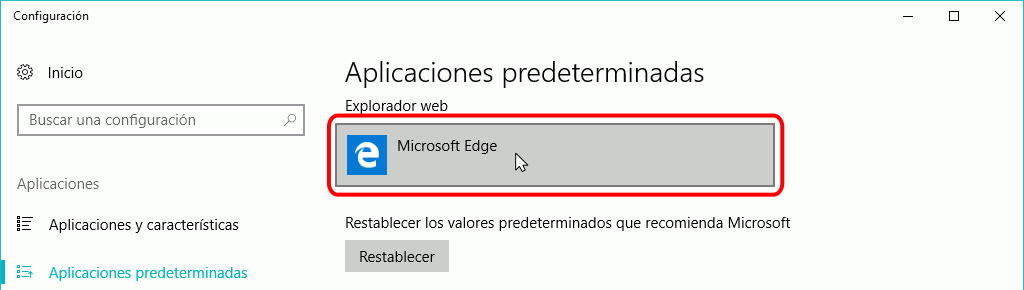 Configuración
Inicio
Buscar una configuración
Aplicaciones
Aplicaciones y características
Aplicaciones predeterminadas
Aplicaciones predeterminadas
Explorador web
Microsoft Edge
Restablecer los valores predeterminados que recomienda Microsoft
Restablecer